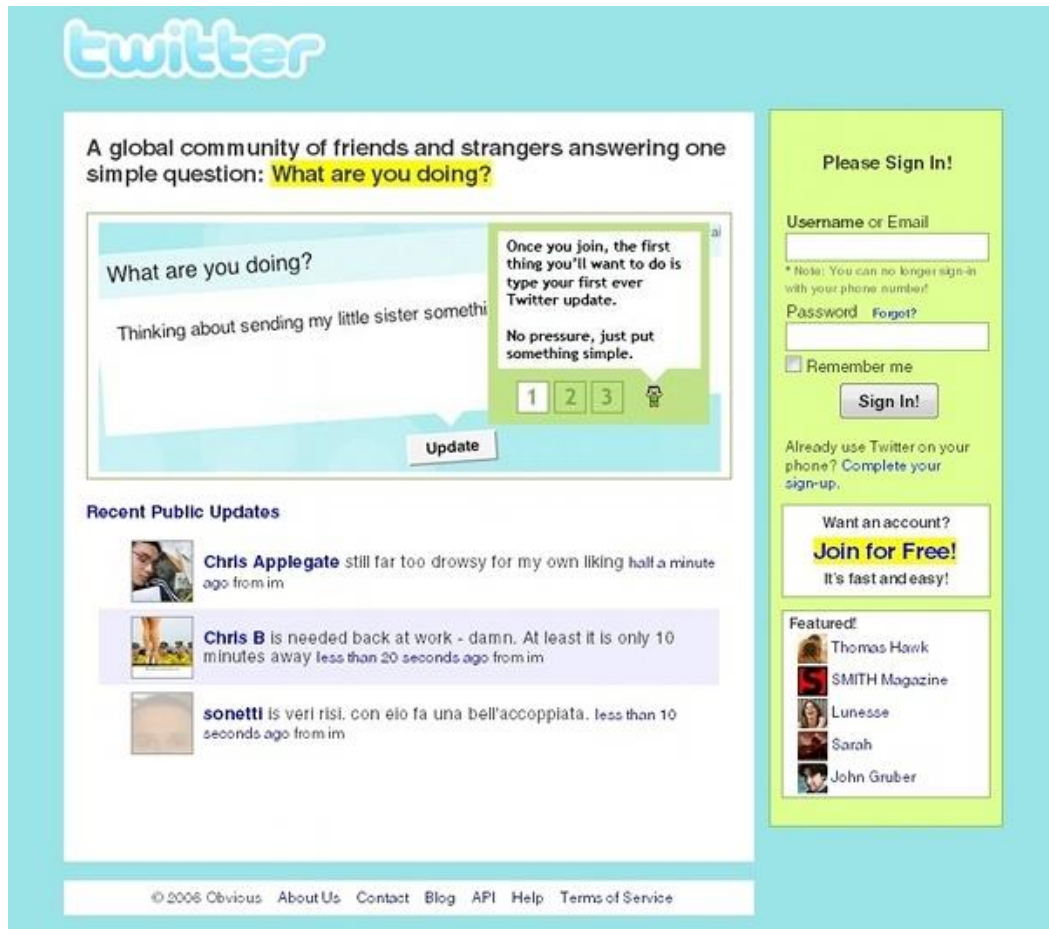 twitter
A global community of friends and strangers answering one
simple question: What are you doing?
What are you doing?
Thinking about sending my little sister somethi
Once you join, the first
thing you'll want to do is
type your first ever
Twitter update.
No pressure, just put
something simple.
1 2 3
Update
Recent Public Updates
Chris Applegate still far too drowsy for my own liking half a minute
ago from im
Chris B is needed back at work - damn. At least it is only 10
minutes away less than 20 seconds ago from im
sonetti is veri risi. con eio fa una bell'accoppiata. less than 10
seconds ago from im
Please Sign In!
Username or Email
* Note: You can no longer sign-in
with your phone number!
Password Forgot?
Remember me
Sign In!
Already use Twitter on your
phone? Complete your
sign-up.
Want an account?
Join for Free!
It's fast and easy!
Featured!
Thomas Hawk
SMITH Magazine
Lunesse
Sarah
John Gruber
© 2006 Obvious About Us Contact Blog API Help Terms of Service